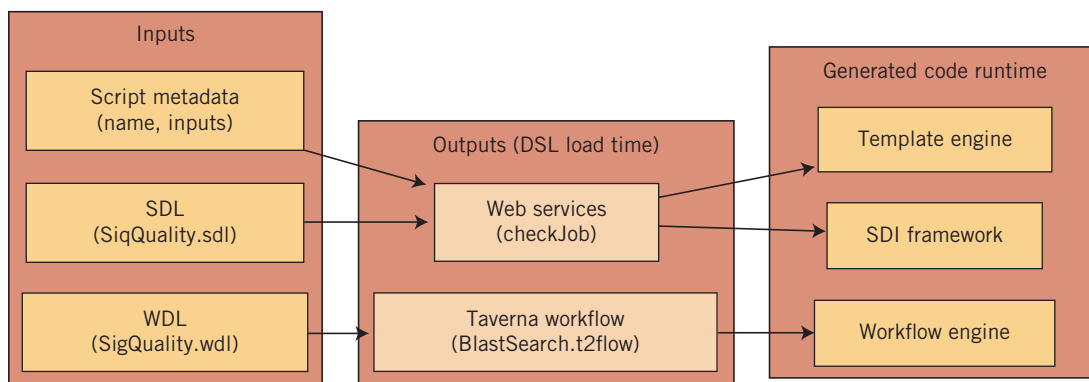 Inputs
Script metadata
(name, inputs)
SDL
(SiqQuality.sdl)
WDL
(SigQuality.wdl)
Outputs (DSL load time)
Web services
(checkJob)
Taverna workflow
(BlastSearch.t2flow)
Generated code runtime
Template engine
SDI framework
Workflow engine